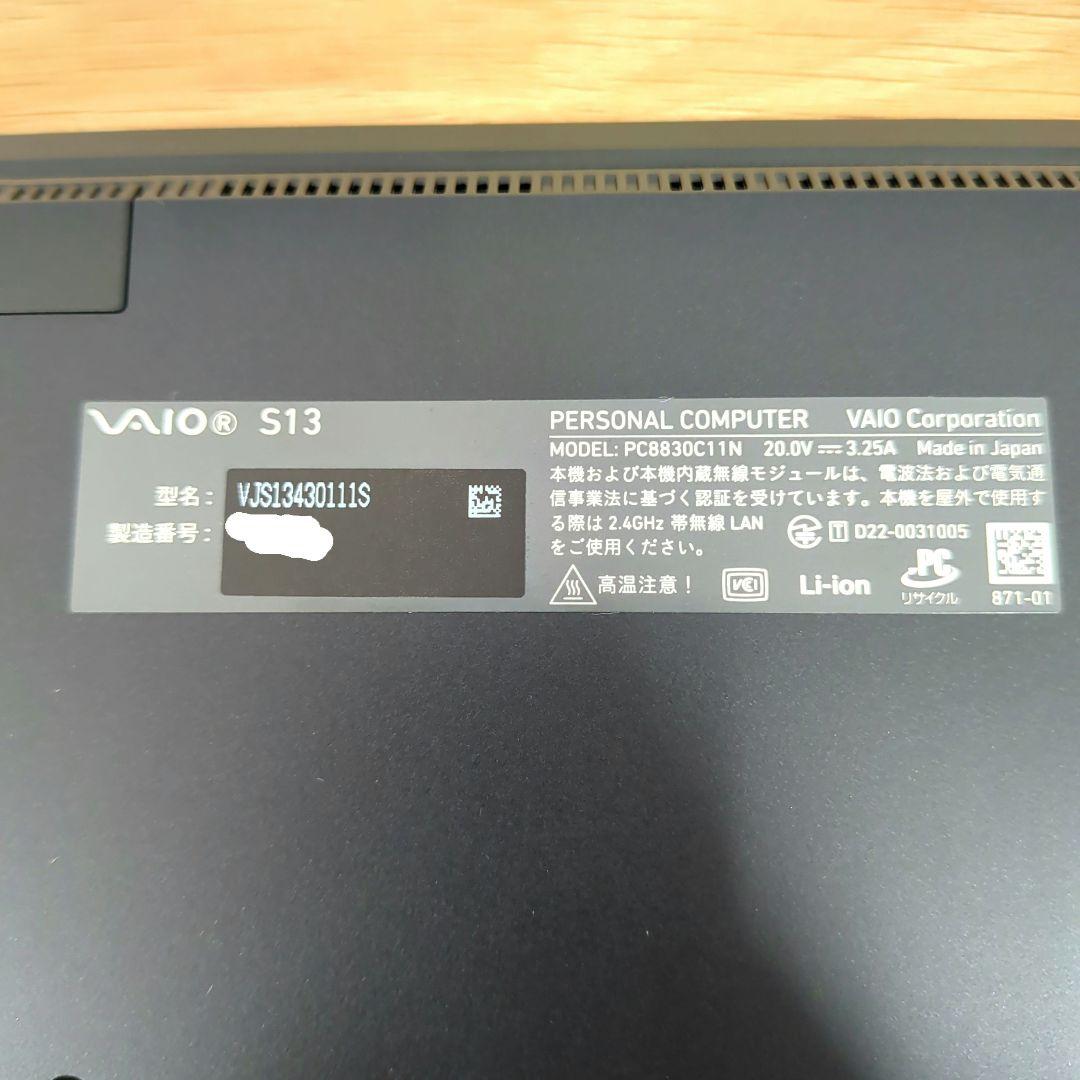 VAIO® S13
型名: VJS13430111S
製造番号:
PERSONAL COMPUTER VAIO Corporation
MODEL: PC8830C11N 20.0V⎓3.25A Made in Japan
本機および本機内蔵無線モジュールは、電波法および電気通
信事業法に基づく認証を受けています。本機を屋外で使用す
る際は 2.4GHz 帯無線 LAN
をご使用ください。
T D22-0031005
高温注意!
VCI
Li-ion
PC
リサイクル
871-01